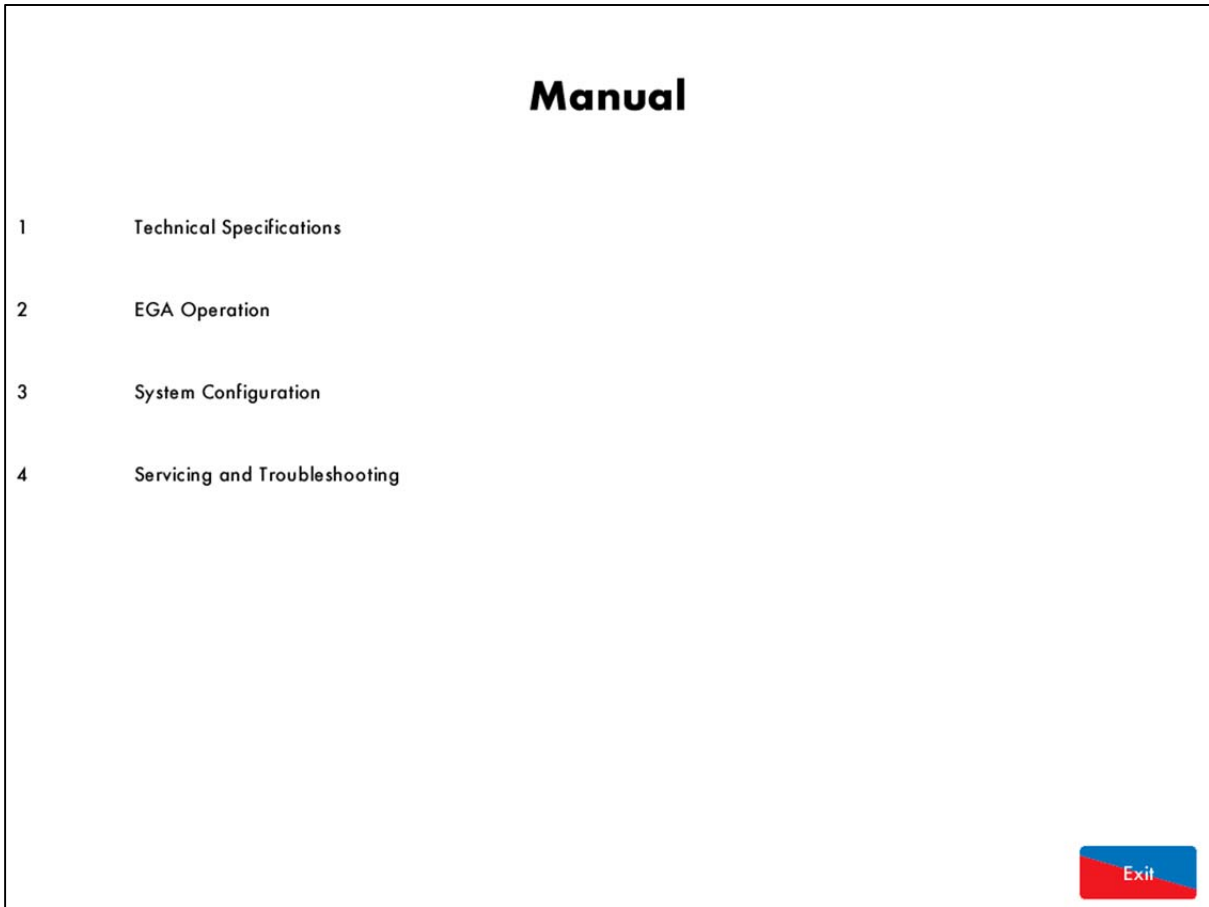 Manual
1 Technical Specifications
2 EGA Operation
3 System Configuration
4 Servicing and Troubleshooting
Exit